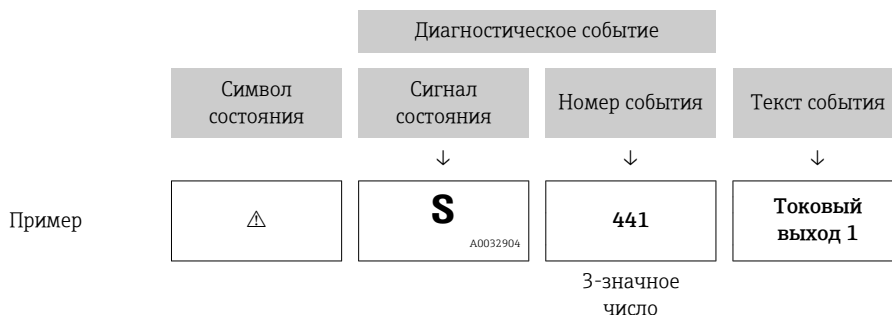 Диагностическое событие
Символ
состояния
Сигнал
состояния
Номер события
Текст события
↓ ↓ ↓
Пример
⚠
S
A0032904
441
Токовый
выход 1
3-значное
число